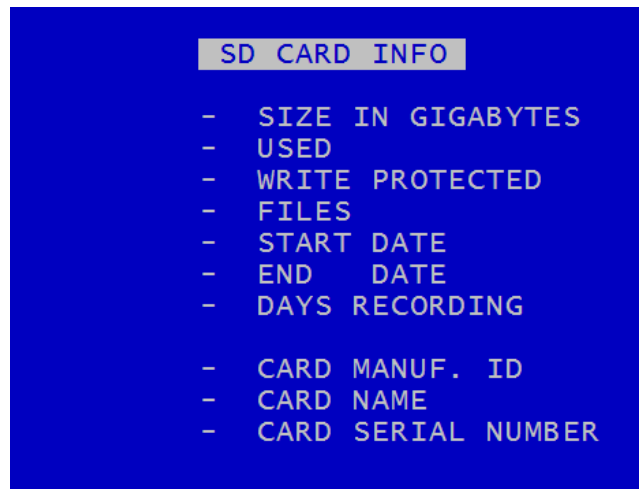 SD CARD INFO
- SIZE IN GIGABYTES
- USED
- WRITE PROTECTED
- FILES
- START DATE
- END DATE
- DAYS RECORDING
- CARD MANUF. ID
- CARD NAME
- CARD SERIAL NUMBER